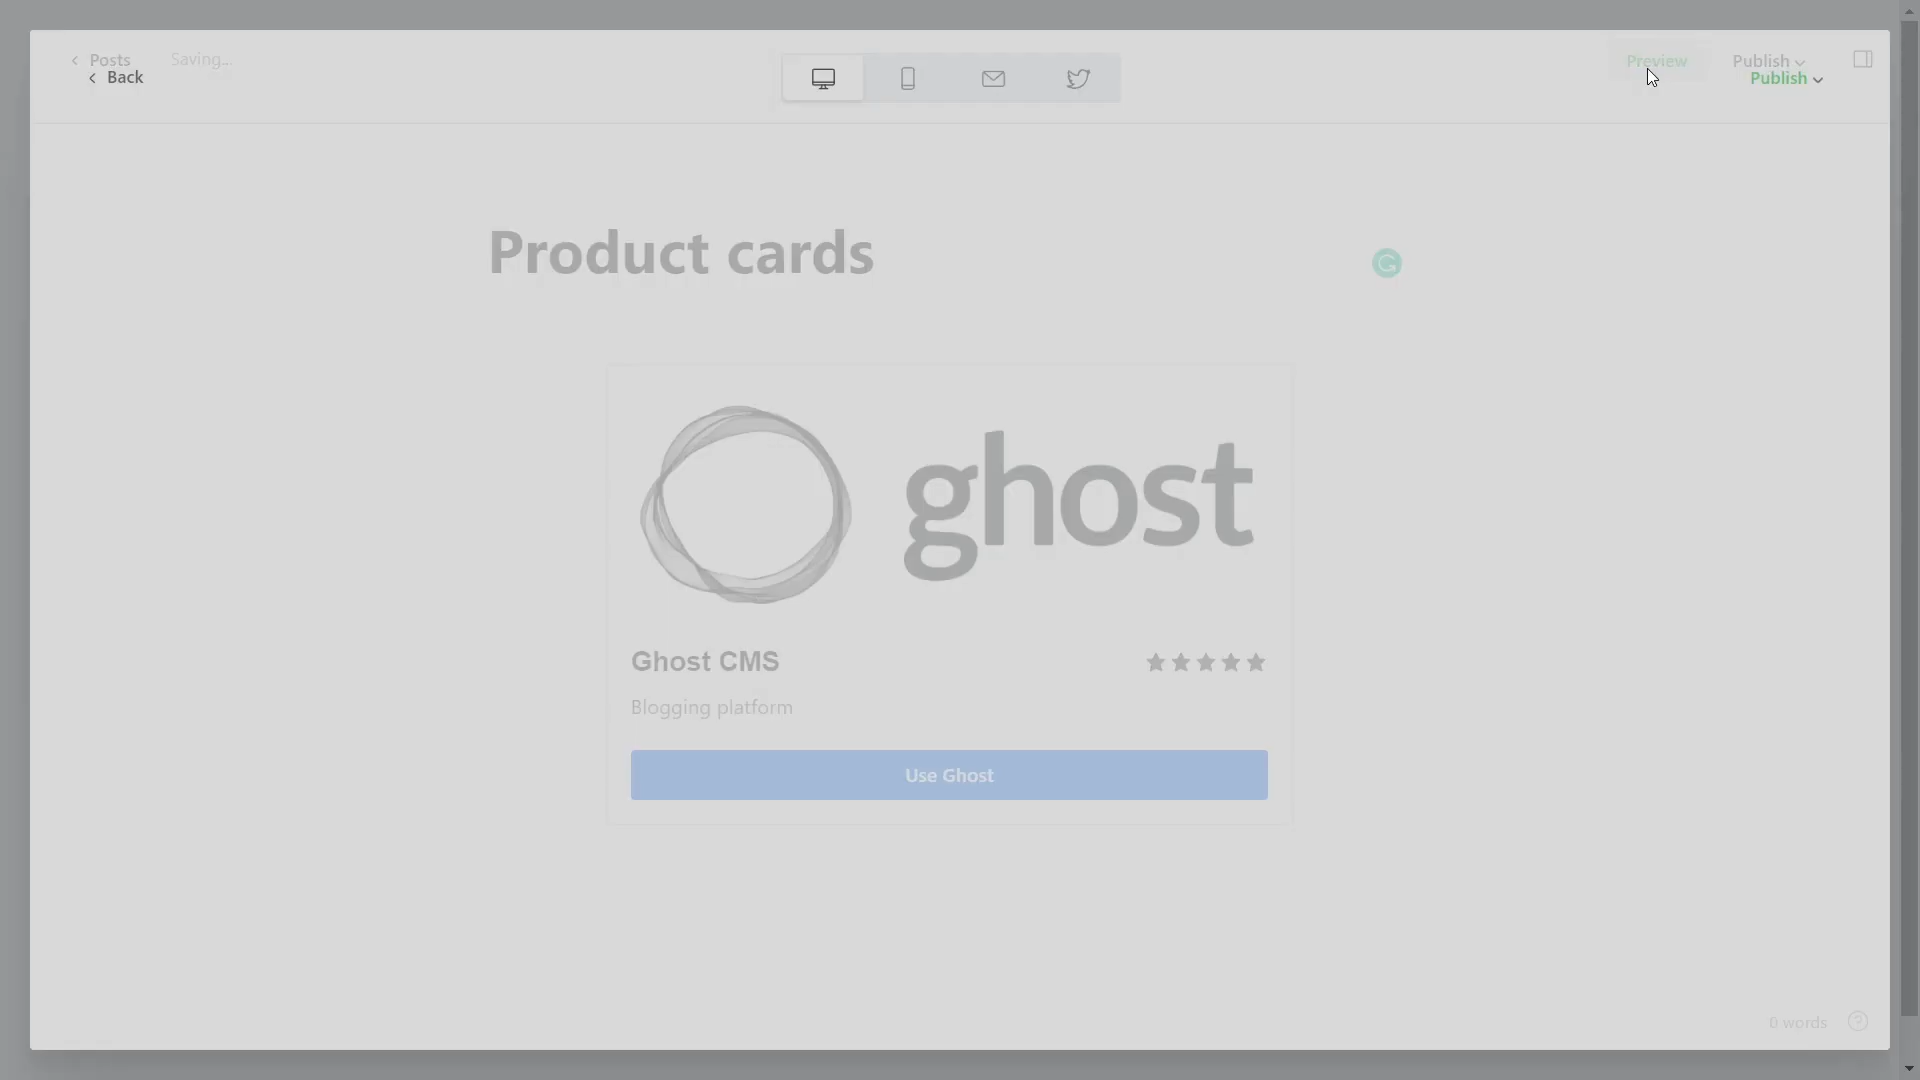 Posts
Saving...
Back
Preview
Publish
Publish
Product cards
ghost
Ghost CMS
Blogging platform
Use Ghost
0 words